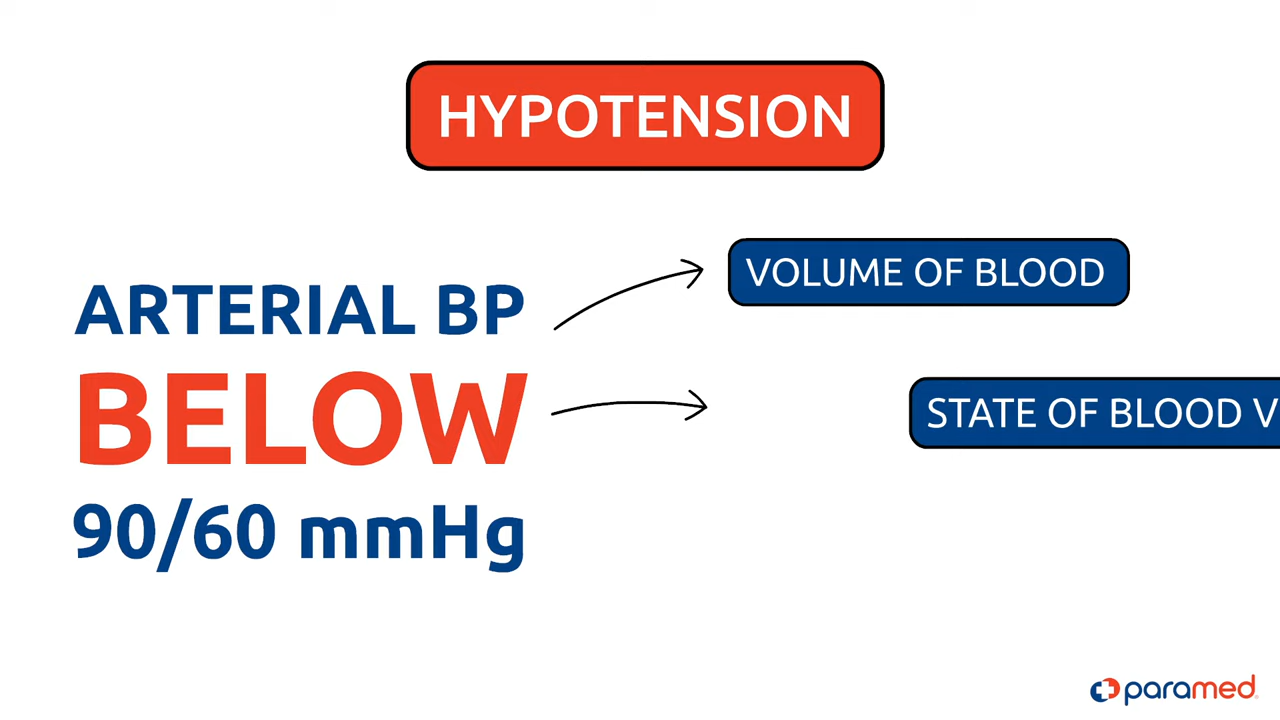 HYPOTENSION
ARTERIAL BP
BELOW
90/60 mmHg
VOLUME OF BLOOD
STATE OF BLOOD V
paramed